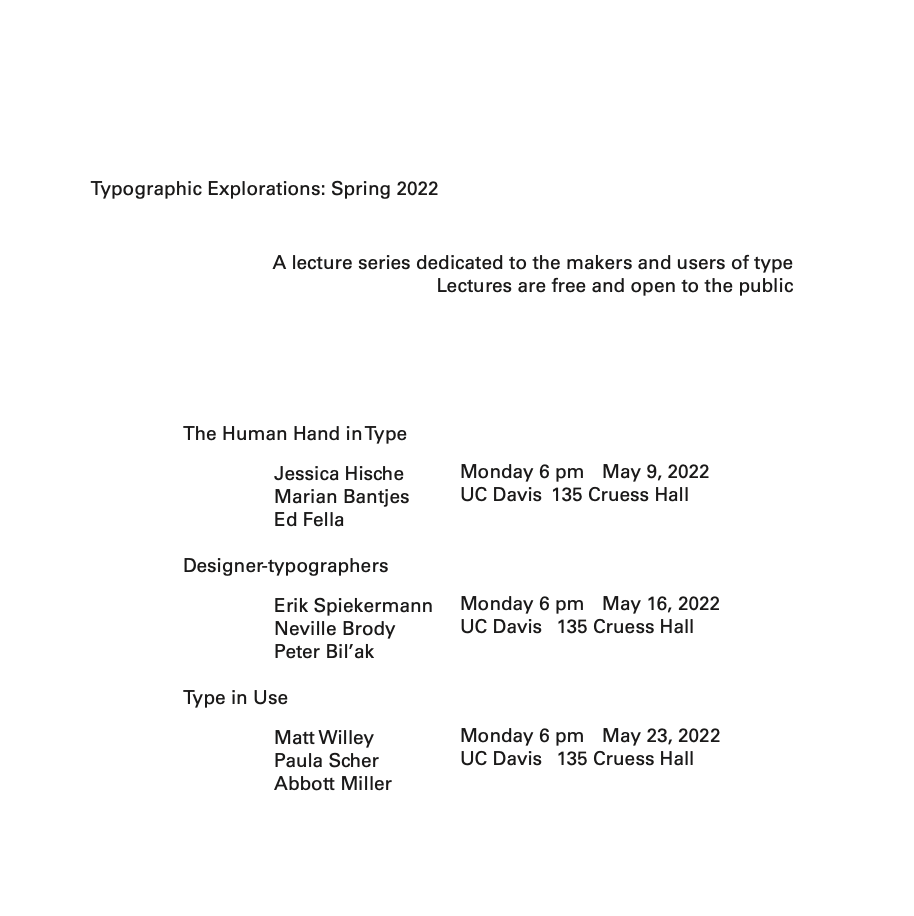 Typographic Explorations: Spring 2022
A lecture series dedicated to the makers and users of type
Lectures are free and open to the public
The Human Hand in Type
Jessica Hische
Marian Bantjes
Ed Fella
Monday 6 pm May 9, 2022
UC Davis 135 Cruess Hall
Designer-typographers
Erik Spiekermann
Neville Brody
Peter Bil’ak
Monday 6 pm May 16, 2022
UC Davis 135 Cruess Hall
Type in Use
Matt Willey
Paula Scher
Abbott Miller
Monday 6 pm May 23, 2022
UC Davis 135 Cruess Hall